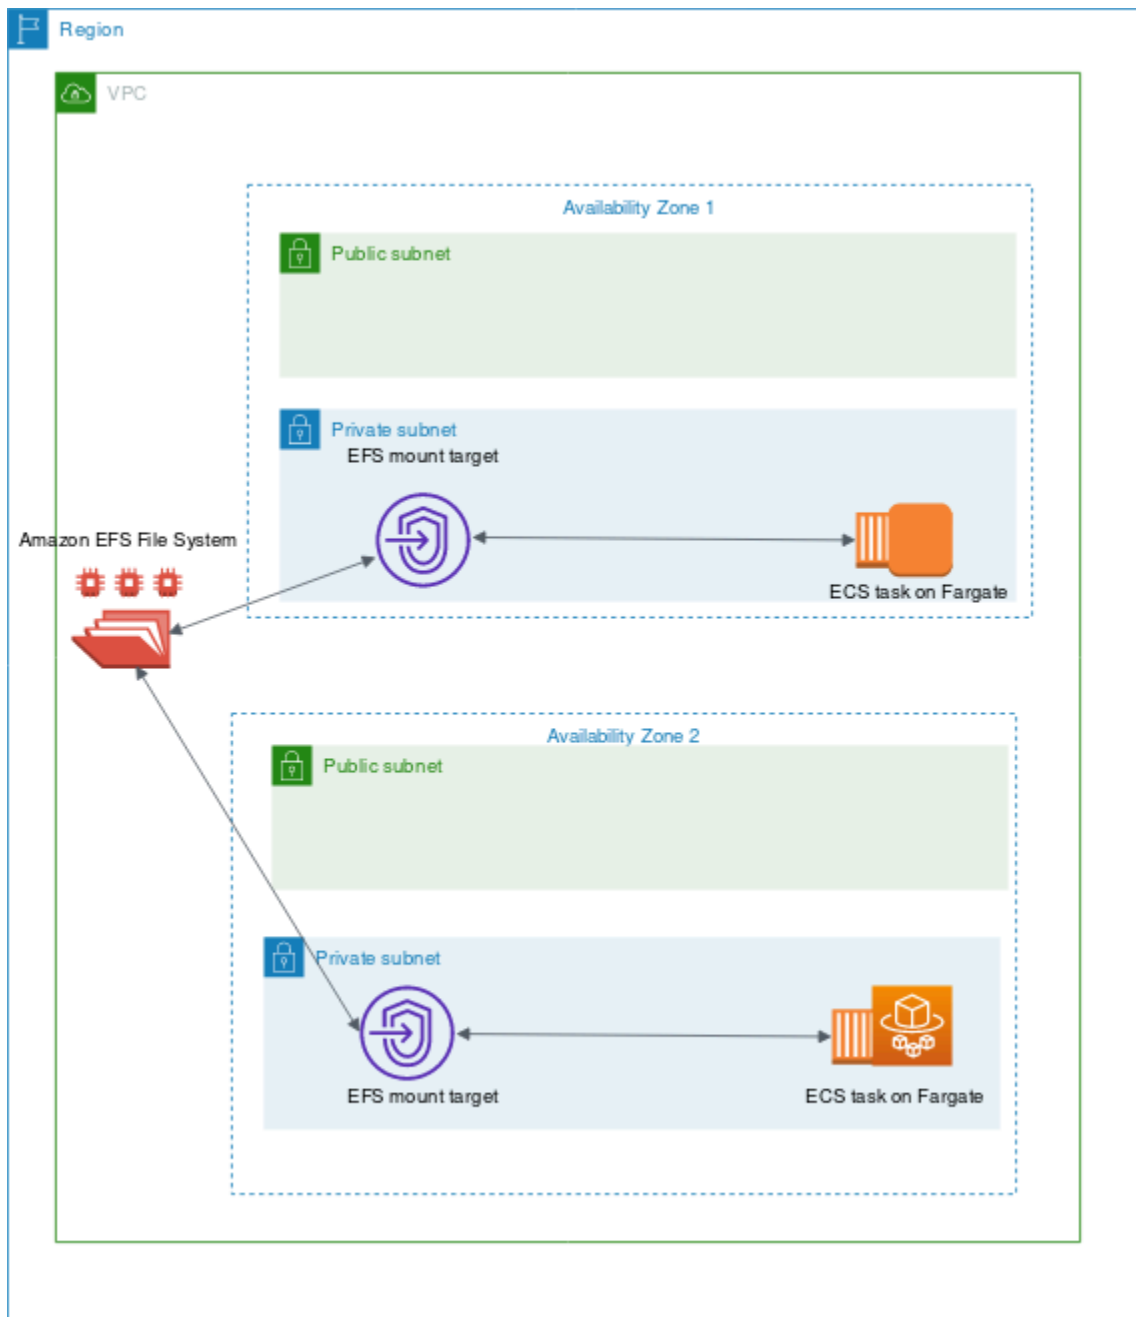 Region
VPC
Availability Zone 1
Public subnet
Private subnet
EFS mount target
Amazon EFS File System
ECS task on Fargate
Availability Zone 2
Public subnet
Private subnet
EFS mount target
ECS task on Fargate